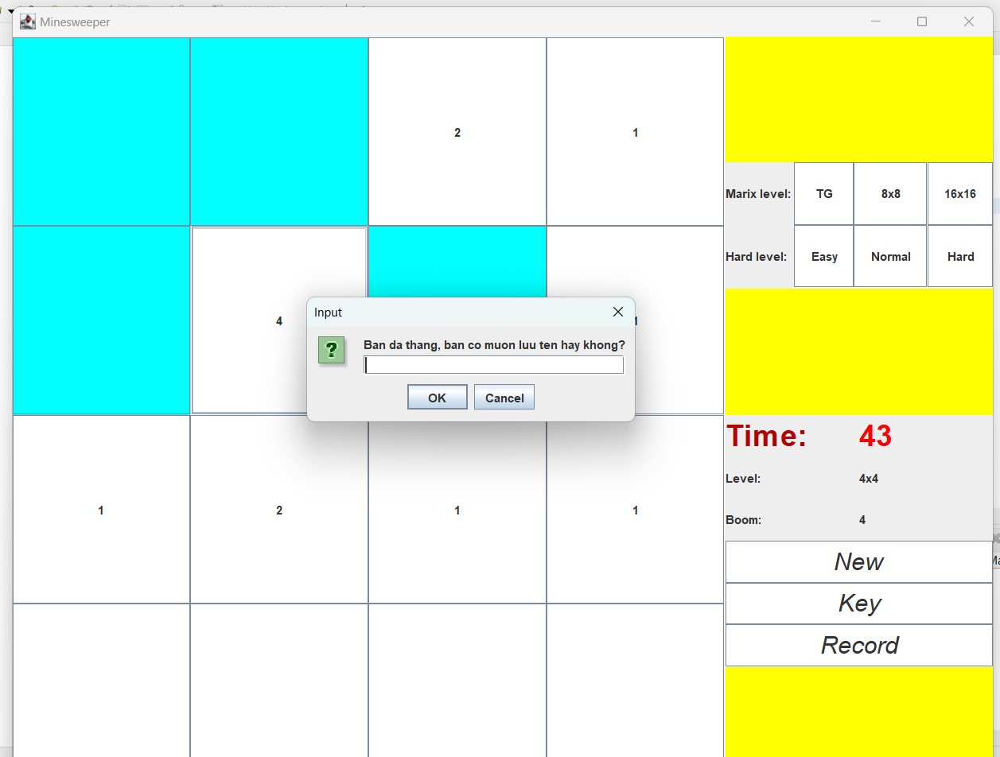 Minesweeper
2 1
Marix level: TG 8x8 16x16
Hard level: Easy Normal Hard
4 1
Input
Ban da thang, ban co muon luu ten hay khong?
OK Cancel
Time: 43
Level: 4x4
1 2 1 1
Boom: 4
New
Key
Record